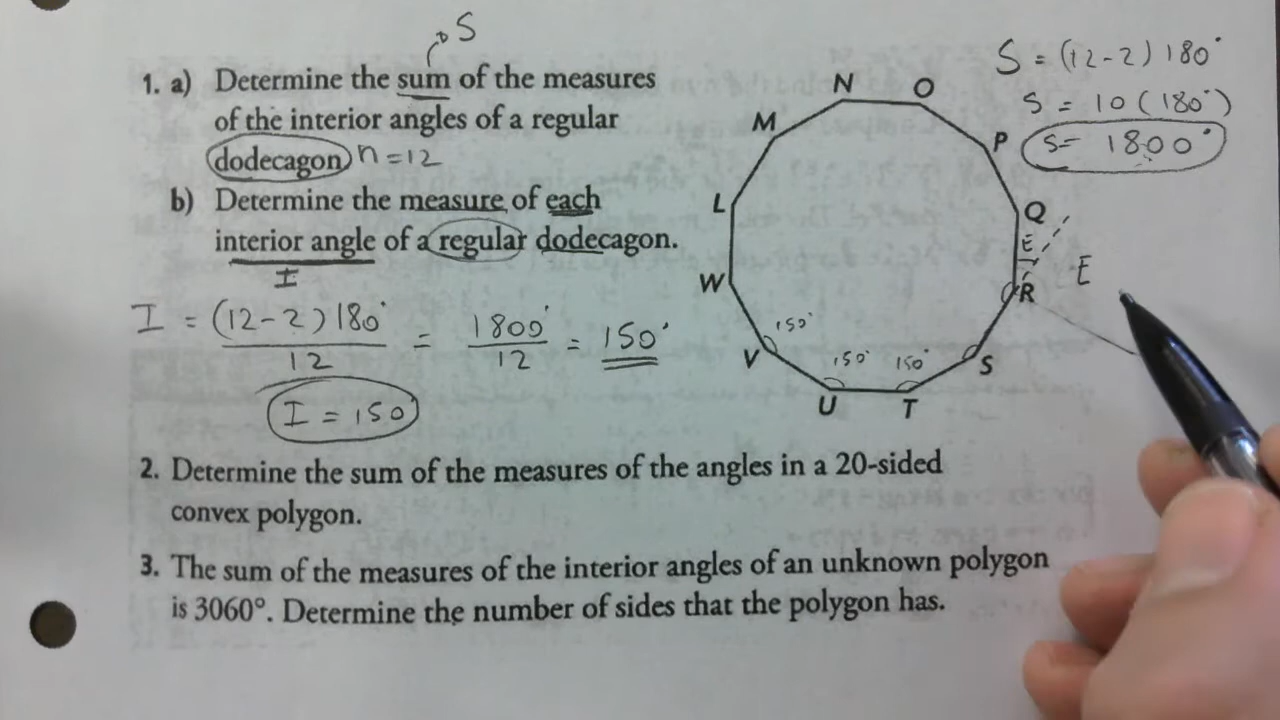 S
1. a) Determine the sum of the measures
of the interior angles of a regular
dodecagon n = 12
b) Determine the measure of each
interior angle of a regular dodecagon.
I
I = (12-2)180° / 12 = 1800° / 12 = 150°
I = 150
S = (12-2)180°
S = 10(180°)
S = 1800°
N O
M P
L Q
E
E
W R
150°
V 150° 150° S
U T
2. Determine the sum of the measures of the angles in a 20-sided
convex polygon.
3. The sum of the measures of the interior angles of an unknown polygon
is 3060°. Determine the number of sides that the polygon has.